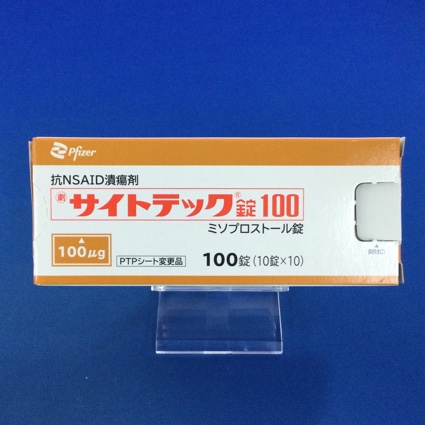 Pfizer
抗NSAID潰瘍剤
劇 サイトテック®錠100
ミソプロストール錠
100μg
PTPシート変更品
100錠(10錠×10)